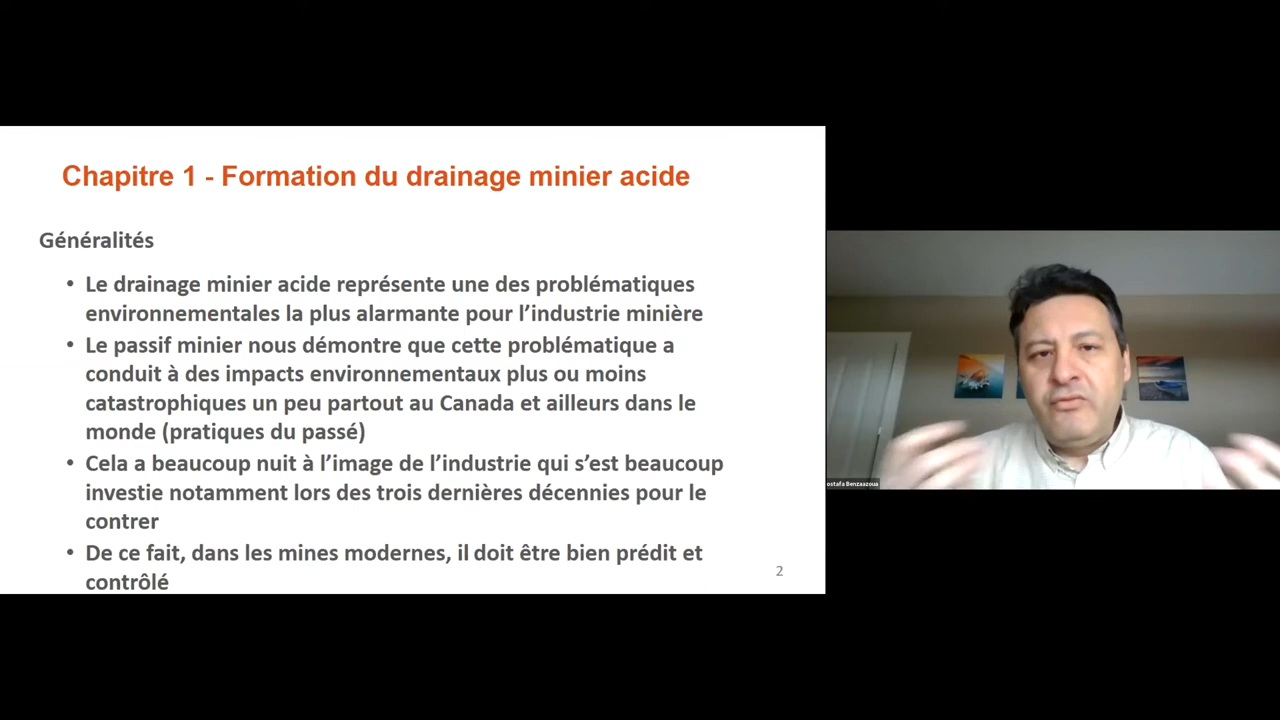 Chapitre 1 - Formation du drainage minier acide
Généralités
• Le drainage minier acide représente une des problématiques
environnementales la plus alarmante pour l’industrie minière
• Le passif minier nous démontre que cette problématique a
conduit à des impacts environnementaux plus ou moins
catastrophiques un peu partout au Canada et ailleurs dans le
monde (pratiques du passé)
• Cela a beaucoup nuit à l’image de l’industrie qui s’est beaucoup
investie notamment lors des trois dernières décennies pour le
contrer
• De ce fait, dans les mines modernes, il doit être bien prédit et
contrôlé
2
ostafa Benzaazoua